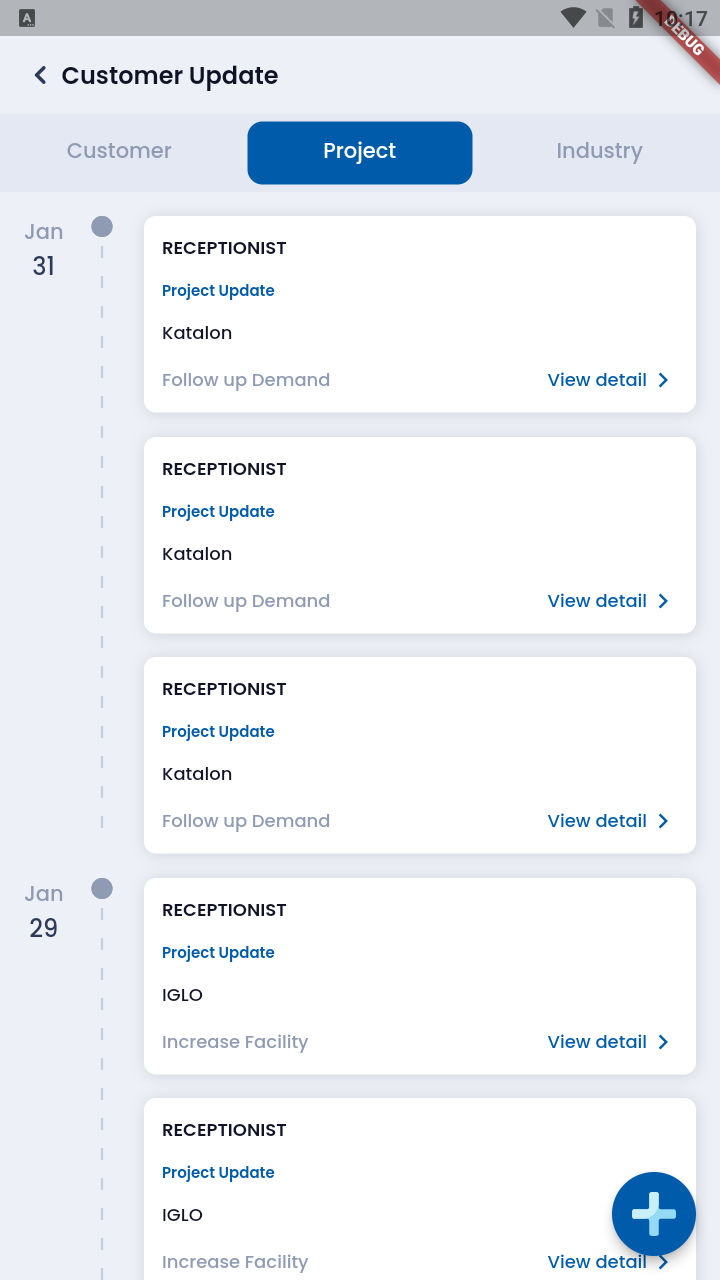 A
10:17
DEBUG
Customer Update
Customer
Project
Industry
Jan
31
RECEPTIONIST
Project Update
Katalon
Follow up Demand
View detail
RECEPTIONIST
Project Update
Katalon
Follow up Demand
View detail
RECEPTIONIST
Project Update
Katalon
Follow up Demand
View detail
Jan
29
RECEPTIONIST
Project Update
IGLO
Increase Facility
View detail
RECEPTIONIST
Project Update
IGLO
Increase Facility
View detail